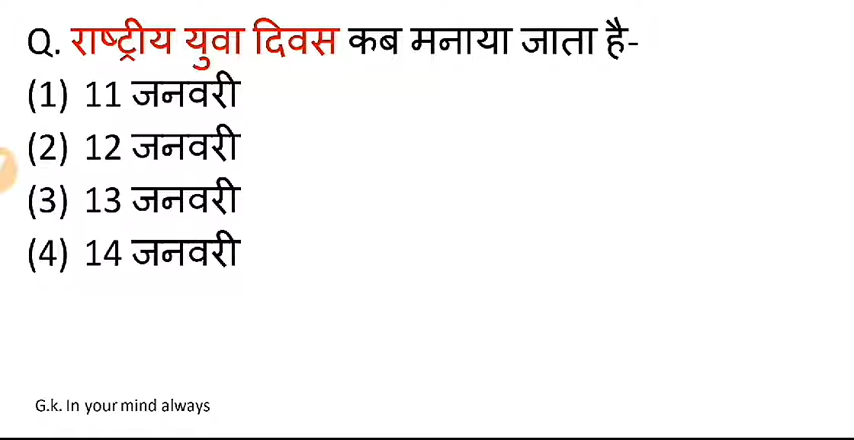 Q. राष्ट्रीय युवा दिवस कब मनाया जाता है-
(1) 11 जनवरी
(2) 12 जनवरी
(3) 13 जनवरी
(4) 14 जनवरी
G.k. In your mind always